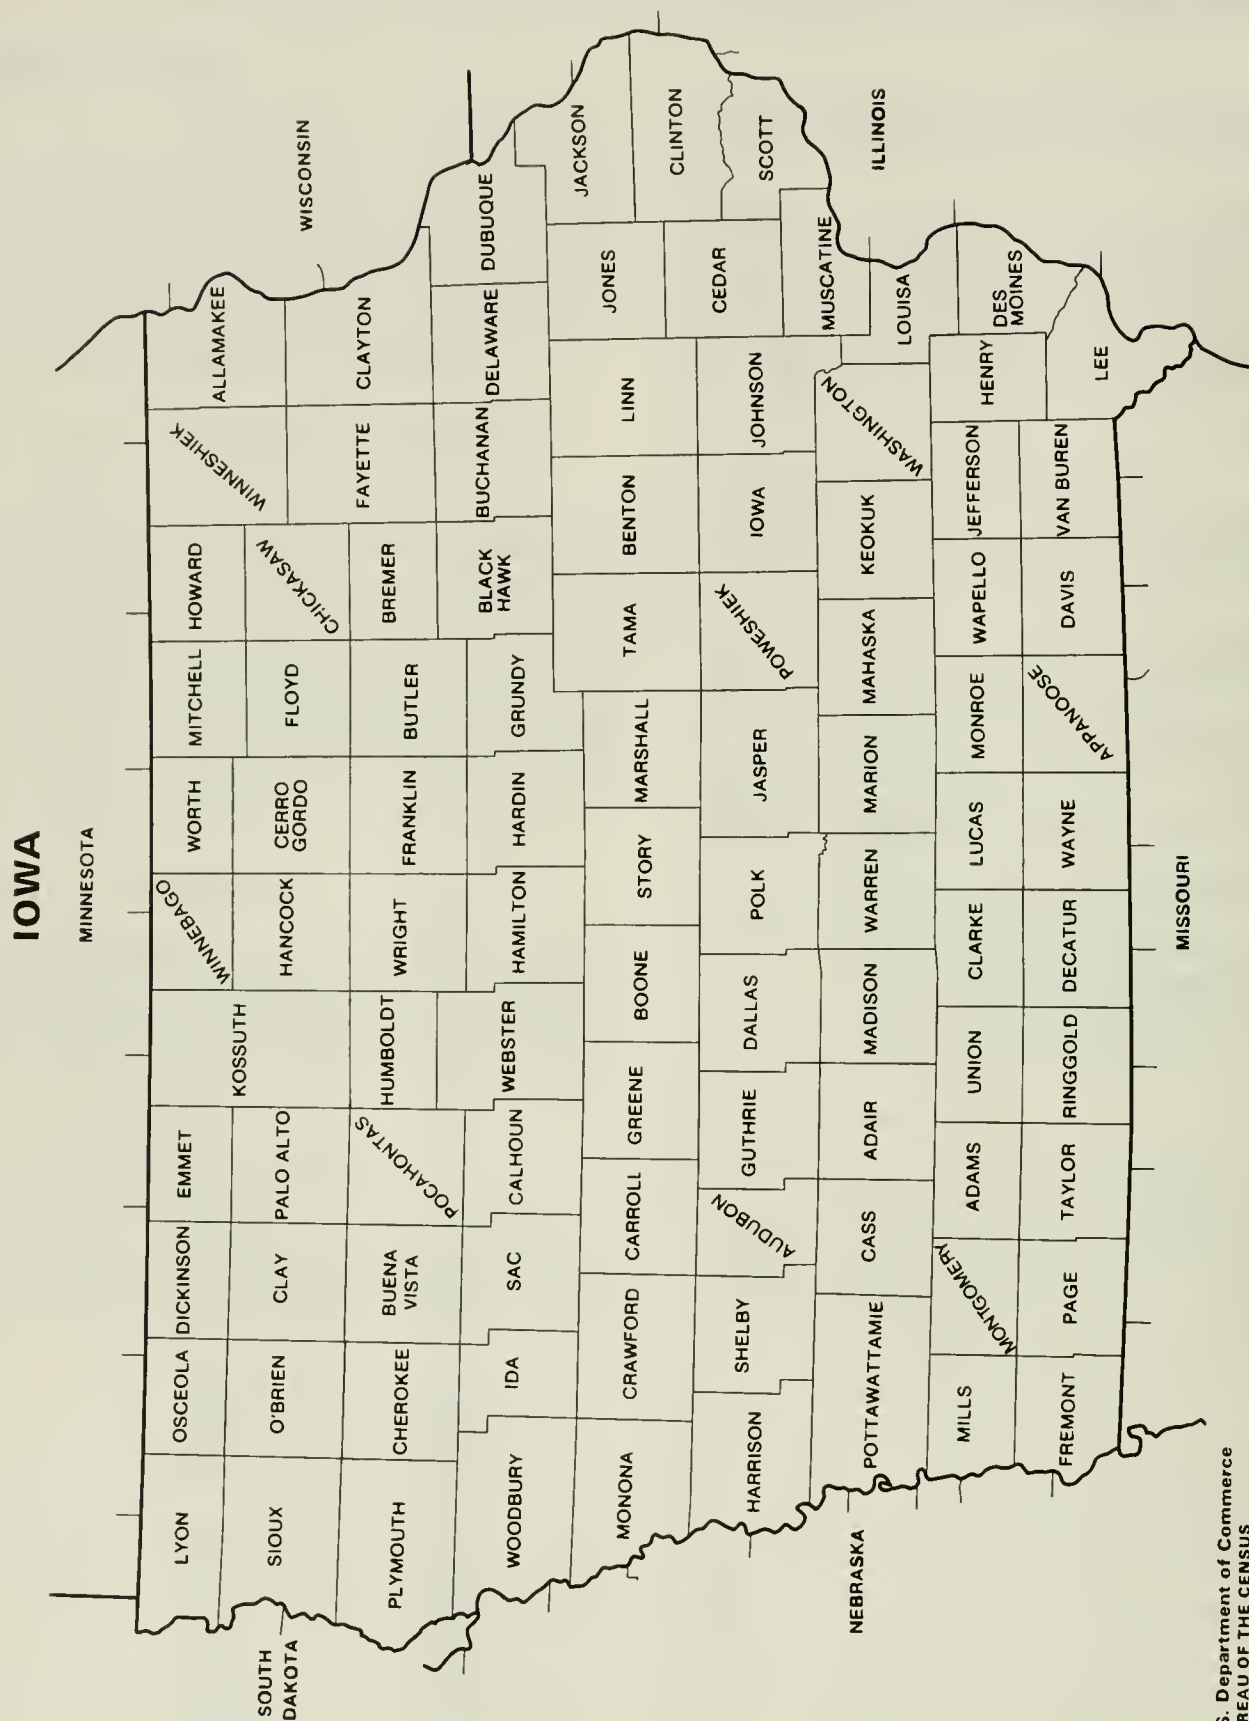 IOWA
MINNESOTA
WISCONSIN
SOUTH
DAKOTA
LYON
OSCEOLA
DICKINSON
EMMET
KOSSUTH
WINNEBAGO
WORTH
MITCHELL
HOWARD
WINNESHIEK
ALLAMAKEE
SIOUX
O'BRIEN
CLAY
PALO ALTO
HANCOCK
CERRO
GORDO
FLOYD
CHICKASAW
FAYETTE
CLAYTON
PLYMOUTH
CHEROKEE
BUENA
VISTA
POCAHONTAS
HUMBOLDT
WRIGHT
FRANKLIN
BUTLER
BREMER
WOODBURY
IDA
SAC
CALHOUN
WEBSTER
HAMILTON
HARDIN
GRUNDY
BLACK
HAWK
BUCHANAN
DELAWARE
DUBUQUE
MONONA
CRAWFORD
CARROLL
GREENE
BOONE
STORY
MARSHALL
TAMA
BENTON
LINN
JONES
JACKSON
CLINTON
HARRISON
SHELBY
AUDUBON
GUTHRIE
DALLAS
POLK
JASPER
POWESHIEK
IOWA
JOHNSON
CEDAR
SCOTT
MUSCATINE
ILLINOIS
NEBRASKA
POTTAWATTAMIE
CASS
ADAIR
MADISON
WARREN
MARION
MAHASKA
KEOKUK
WASHINGTON
LOUISA
MILLS
MONTGOMERY
ADAMS
UNION
CLARKE
LUCAS
MONROE
WAPELLO
JEFFERSON
HENRY
DES
MOINES
FREMONT
PAGE
TAYLOR
RINGGOLD
DECATUR
WAYNE
APPANOOSE
DAVIS
VAN BUREN
LEE
MISSOURI
S. Department of Commerce
REAU OF THE CENSUS